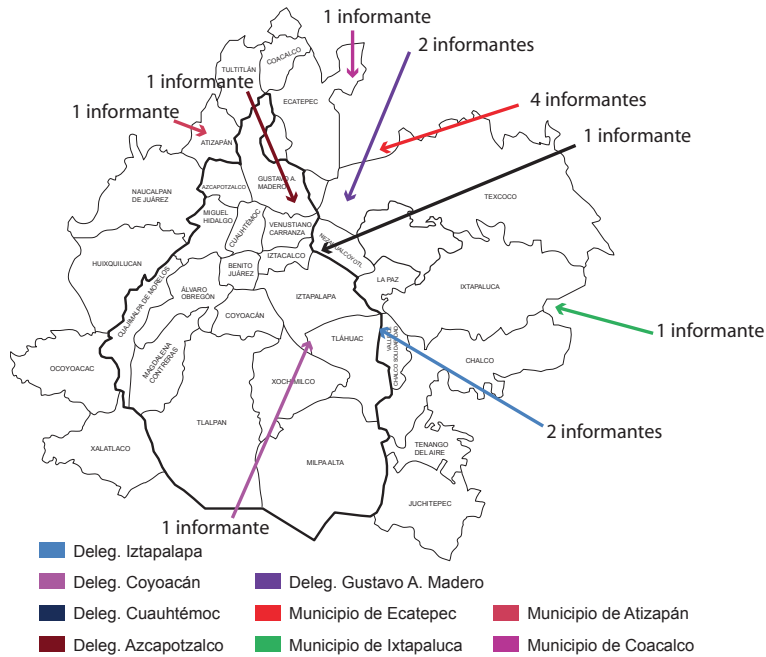 1 informante
2 informantes
1 informante
4 informantes
1 informante
1 informante
COACALCO
TULTITLÁN
ECATEPEC
ATIZAPÁN
GUSTAVO A.
MADERO
AZCAPOTZALCO
NAUCALPAN
DE JUÁREZ
TEXCOCO
MIGUEL
HIDALGO
CUAUHTÉMOC
VENUSTIANO
CARRANZA
NEZAHUALCÓYOTL
HUIXQUILUCAN
IZTACALCO
BENITO
JUÁREZ
LA PAZ
IXTAPALUCA
CUAJIMALPA DE MORELOS
ÁLVARO
OBREGÓN
IZTAPALAPA
COYOACÁN
1 informante
TLÁHUAC
VALLE DE
CHALCO SOLIDARIDAD
CHALCO
MAGDALENA
CONTRERAS
OCOYOACAC
XOCHIMILCO
TLALPAN
2 informantes
XALATLACO
TENANGO
DEL AIRE
MILPA ALTA
JUCHITEPEC
1 informante
Deleg. Iztapalapa
Deleg. Coyoacán
Deleg. Gustavo A. Madero
Deleg. Cuauhtémoc
Municipio de Ecatepec
Municipio de Atizapán
Deleg. Azcapotzalco
Municipio de Ixtapaluca
Municipio de Coacalco